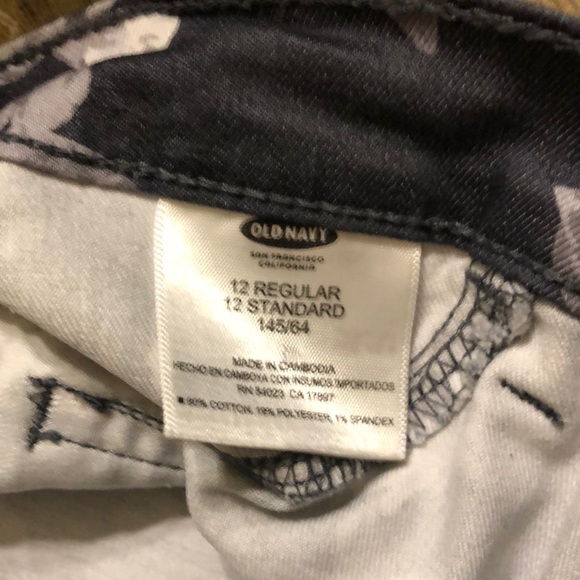 OLD NAVY
SAN FRANCISCO
CALIFORNIA
12 REGULAR
12 STANDARD
145/64
MADE IN CAMBODIA
HECHO EN CAMBOYA CON INSUMOS IMPORTADOS
RN 54023 CA 17897
80% COTTON, 19% POLYESTER, 1% SPANDEX